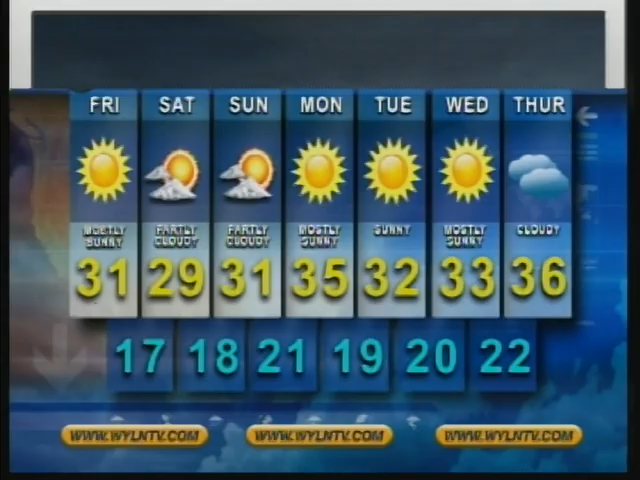 FRI SAT SUN MON TUE WED THUR
MOSTLY SUNNY PARTLY CLOUDY PARTLY CLOUDY MOSTLY SUNNY SUNNY MOSTLY SUNNY CLOUDY
31 29 31 35 32 33 36
17 18 21 19 20 22
WWW.WYLNTV.COM WWW.WYLNTV.COM WWW.WYLNTV.COM